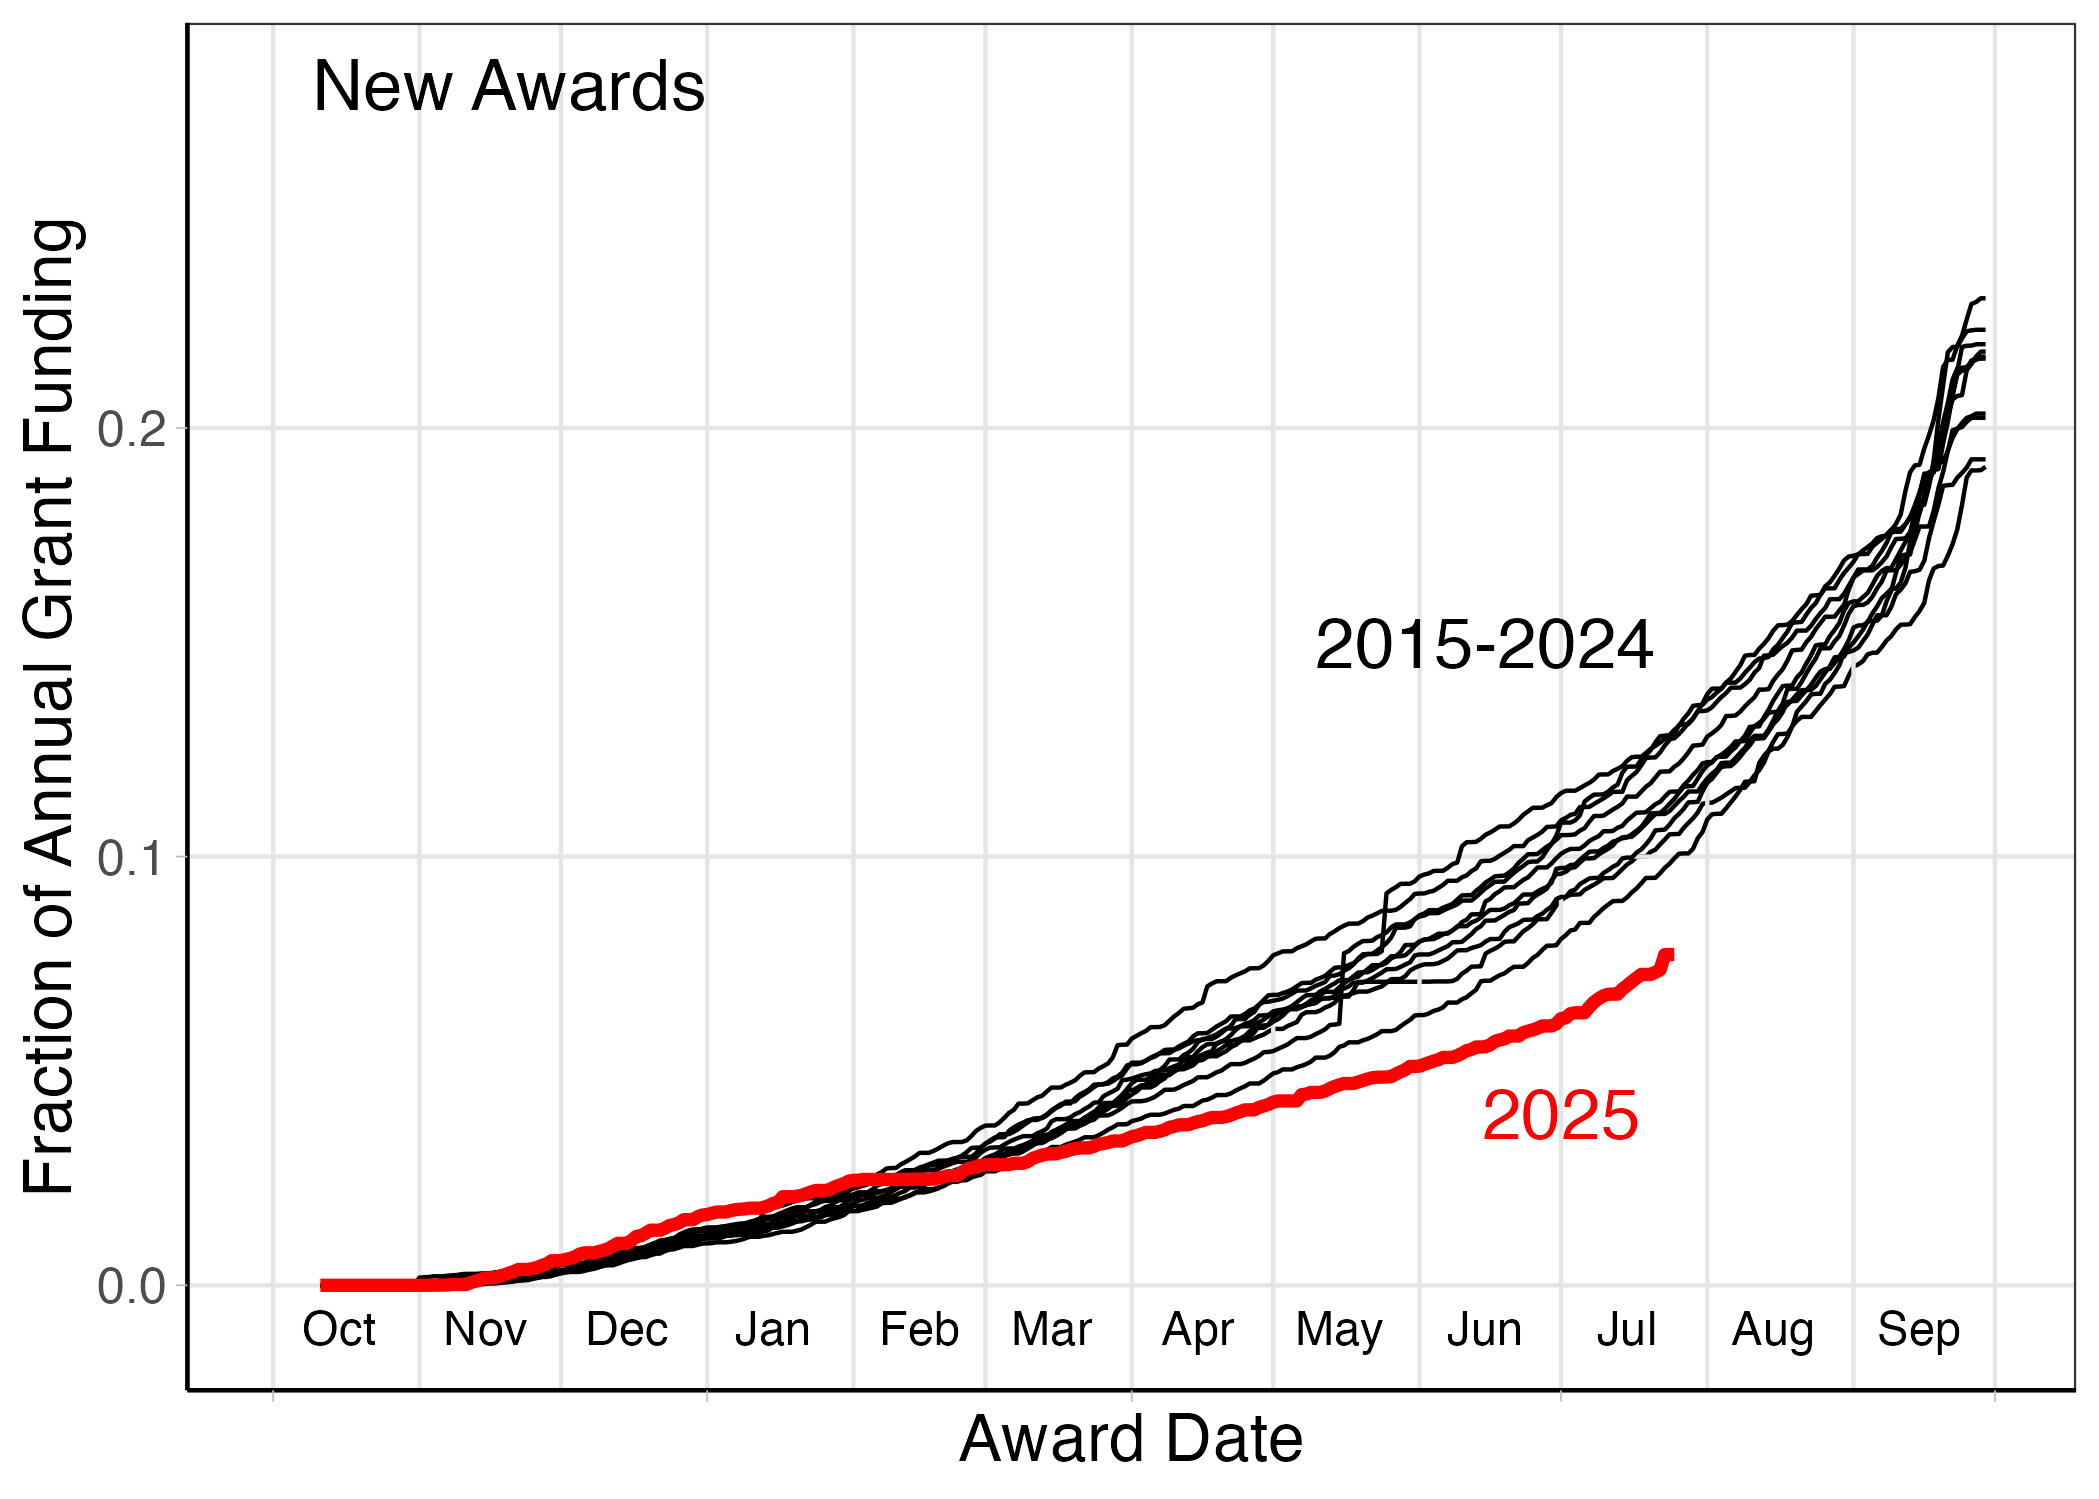 New Awards
Fraction of Annual Grant Funding
0.2
0.1
0.0
2015-2024
2025
Oct Nov Dec Jan Feb Mar Apr May Jun Jul Aug Sep
Award Date